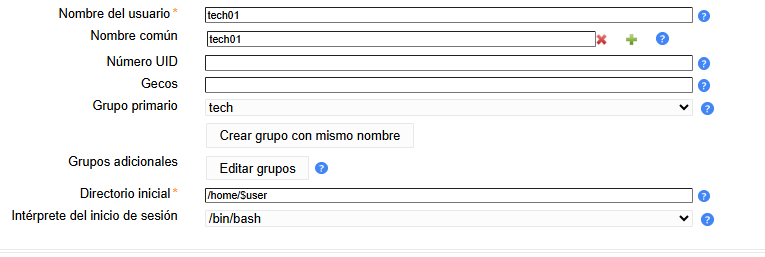 Nombre del usuario* tech01
Nombre común tech01
Número UID
Gecos
Grupo primario tech
Crear grupo con mismo nombre
Grupos adicionales Editar grupos
Directorio inicial* /home/$user
Intérprete del inicio de sesión /bin/bash